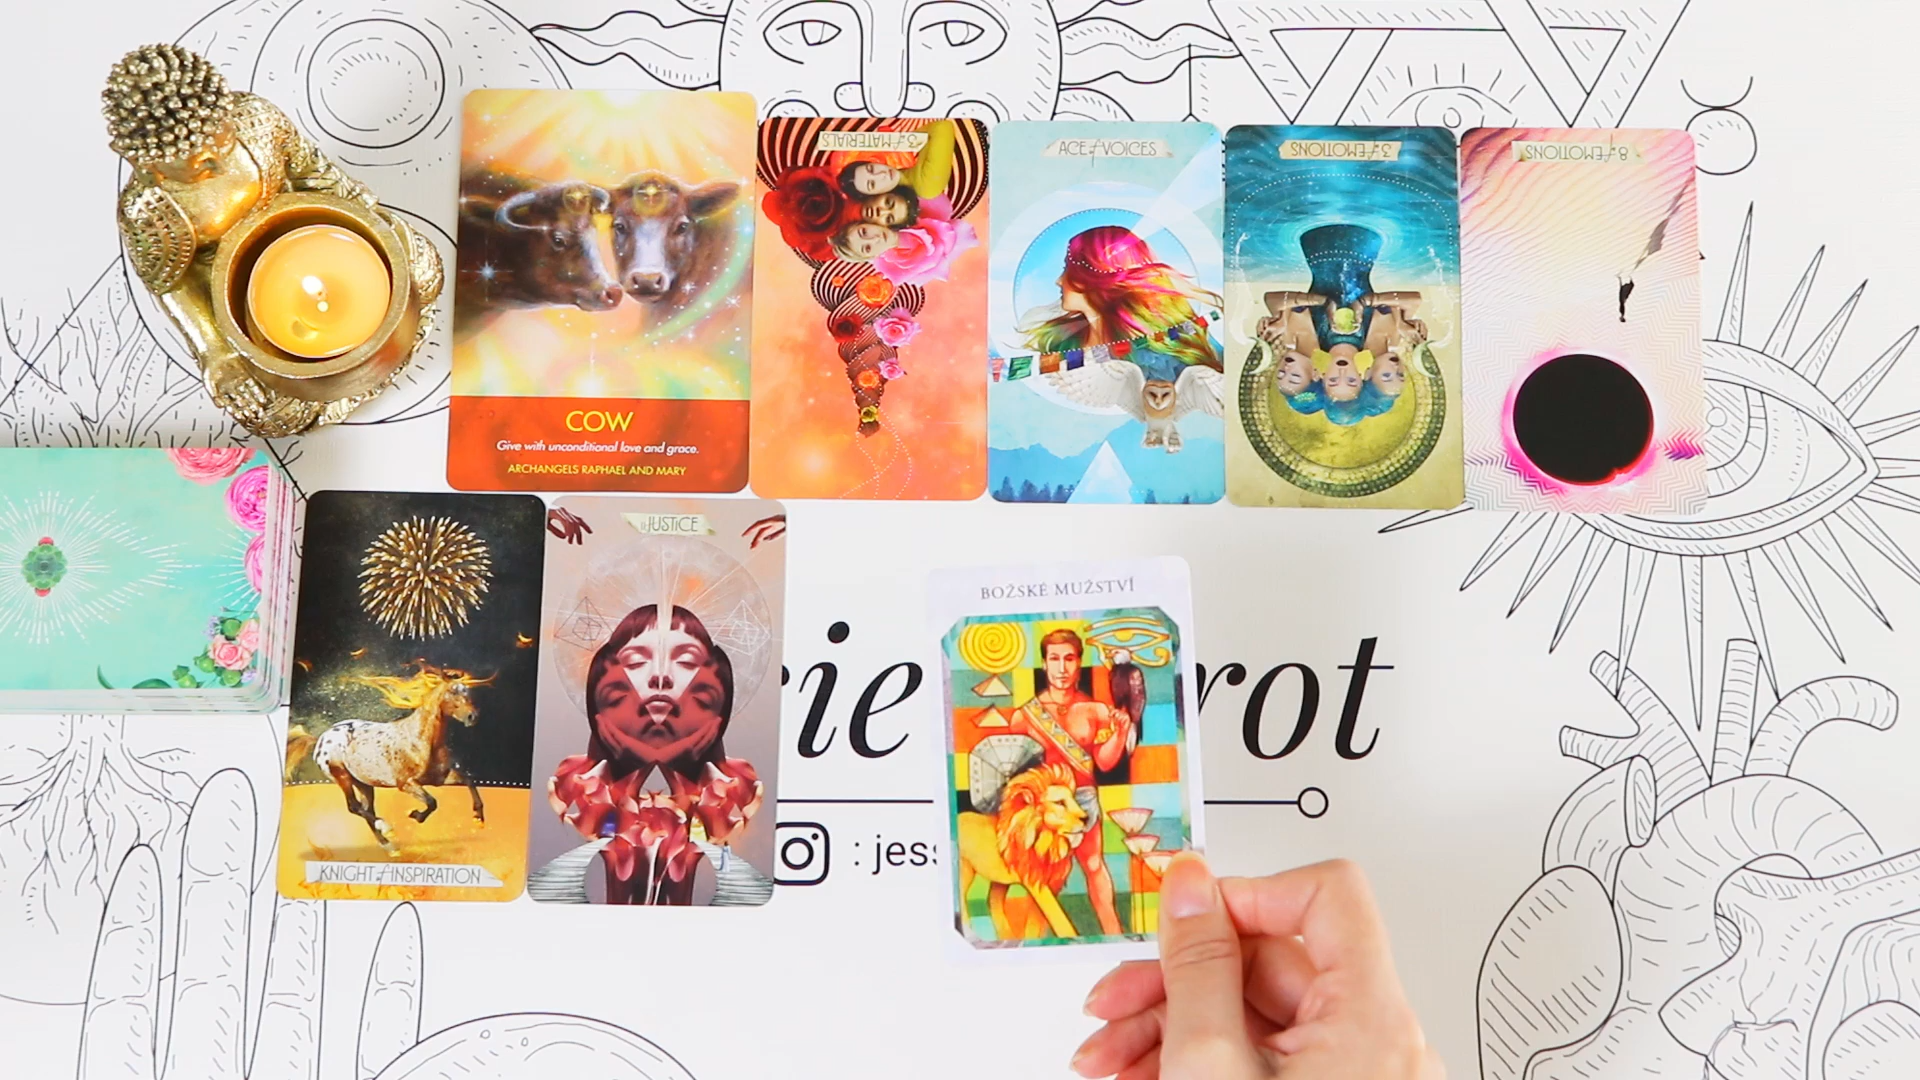 3 of MATERIALS
ACE of VOICES
3 of EMOTIONS
8 of EMOTIONS
COW
Give with unconditional love and grace.
ARCHANGELS RAPHAEL AND MARY
JUSTICE
BOŽSKÉ MUŽSTVÍ
rie rot
: jess
KNIGHT of INSPIRATION